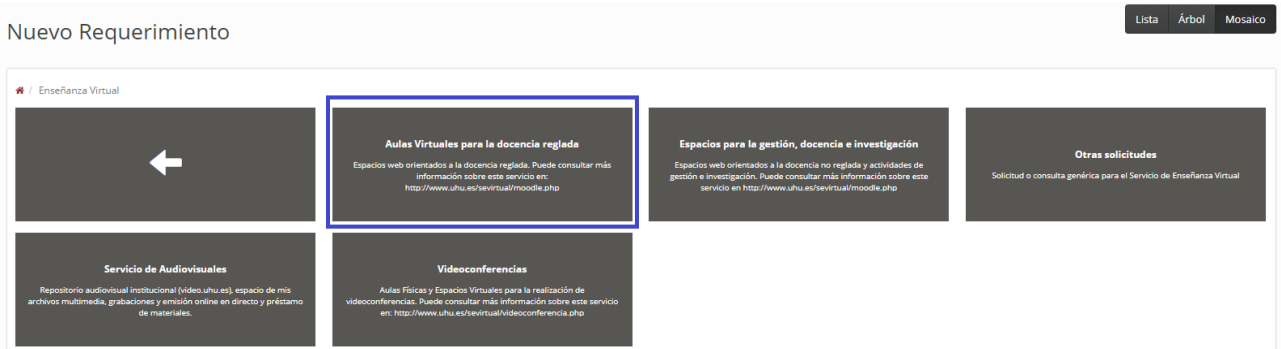 Nuevo Requerimiento
Lista Árbol Mosaico
/ Enseñanza Virtual
Aulas Virtuales para la docencia reglada
Espacios web orientados a la docencia reglada. Puede consultar más
información sobre este servicio en:
http://www.uhu.es/sevirtual/moodle.php
Espacios para la gestión, docencia e investigación
Espacios web orientados a la docencia no reglada y actividades de
gestión e investigación. Puede consultar más información sobre este
servicio en http://www.uhu.es/sevirtual/moodle.php
Otras solicitudes
Solicitud o consulta genérica para el Servicio de Enseñanza Virtual
Servicio de Audiovisuales
Repositorio audiovisual institucional (video.uhu.es), espacio de mis
archivos multimedia, grabaciones y emisión online en directo y préstamo
de materiales.
Videoconferencias
Aulas Físicas y Espacios Virtuales para la realización de
videoconferencias. Puede consultar más información sobre este servicio
en: http://www.uhu.es/sevirtual/videoconferencia.php